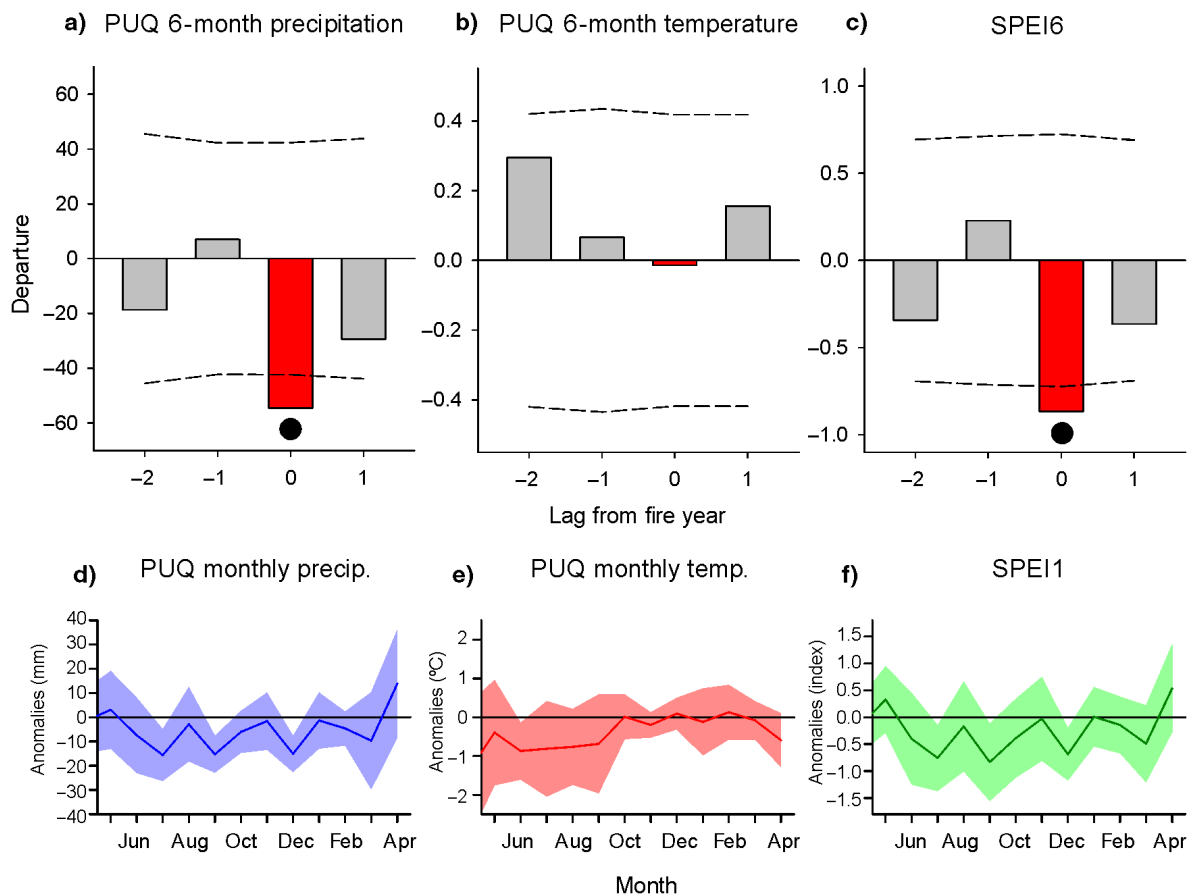 a) PUQ 6-month precipitation
b) PUQ 6-month temperature
c) SPEI6
Departure
60
40
20
0
−20
−40
−60
−2 −1 0 1
0.4
0.2
0.0
−0.2
−0.4
−2 −1 0 1
1.0
0.5
0.0
−0.5
−1.0
−2 −1 0 1
Lag from fire year
d) PUQ monthly precip.
e) PUQ monthly temp.
f) SPEI1
Anomalies (mm)
40
30
20
10
0
−10
−20
−30
−40
Jun Aug Oct Dec Feb Apr
Anomalies (ºC)
2
1
0
−1
−2
Jun Aug Oct Dec Feb Apr
Anomalies (index)
1.5
1.0
0.5
0.0
−0.5
−1.0
−1.5
Jun Aug Oct Dec Feb Apr
Month